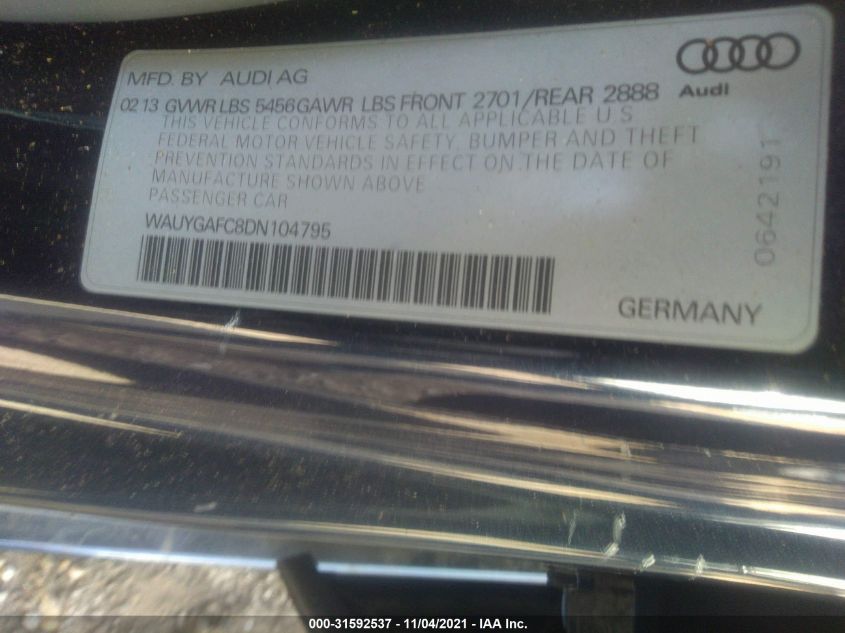 MFD. BY AUDI AG
02 13 GVWR LBS 5456 GAWR LBS FRONT 2701/REAR 2888
Audi
THIS VEHICLE CONFORMS TO ALL APPLICABLE U.S
FEDERAL MOTOR VEHICLE SAFETY, BUMPER AND THEFT
PREVENTION STANDARDS IN EFFECT ON THE DATE OF
MANUFACTURE SHOWN ABOVE
PASSENGER CAR
WAUYGAFC8DN104795
0642191
GERMANY
000-31592537 - 11/04/2021 - IAA Inc.